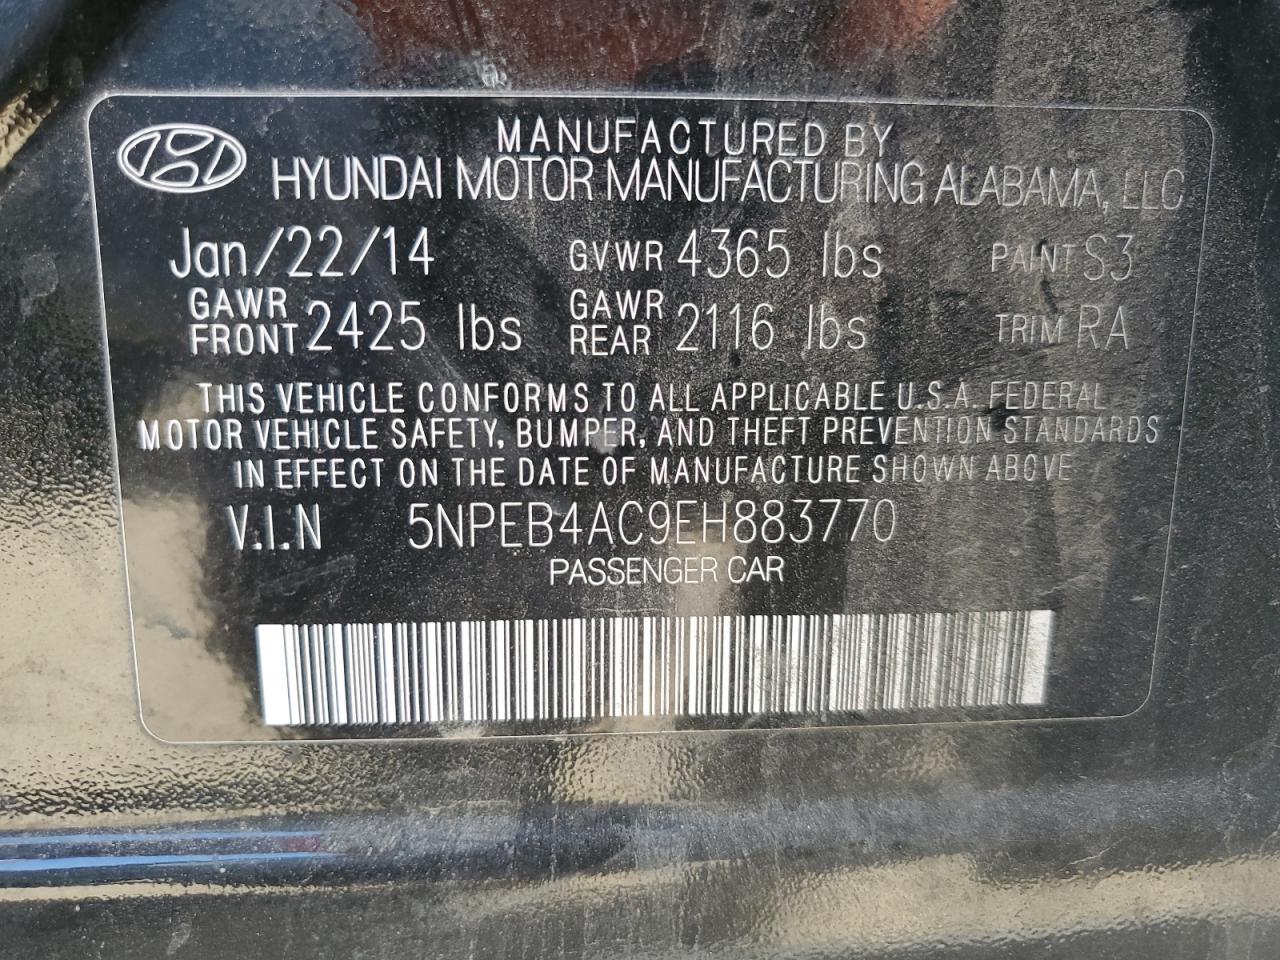 MANUFACTURED BY
HYUNDAI MOTOR MANUFACTURING ALABAMA, LLC
Jan/22/14 GVWR 4365 lbs PAINT S3
GAWR FRONT 2425 lbs GAWR REAR 2116 lbs TRIM RA
THIS VEHICLE CONFORMS TO ALL APPLICABLE U.S.A. FEDERAL
MOTOR VEHICLE SAFETY, BUMPER, AND THEFT PREVENTION STANDARDS
IN EFFECT ON THE DATE OF MANUFACTURE SHOWN ABOVE
V.I.N 5NPEB4AC9EH883770
PASSENGER CAR